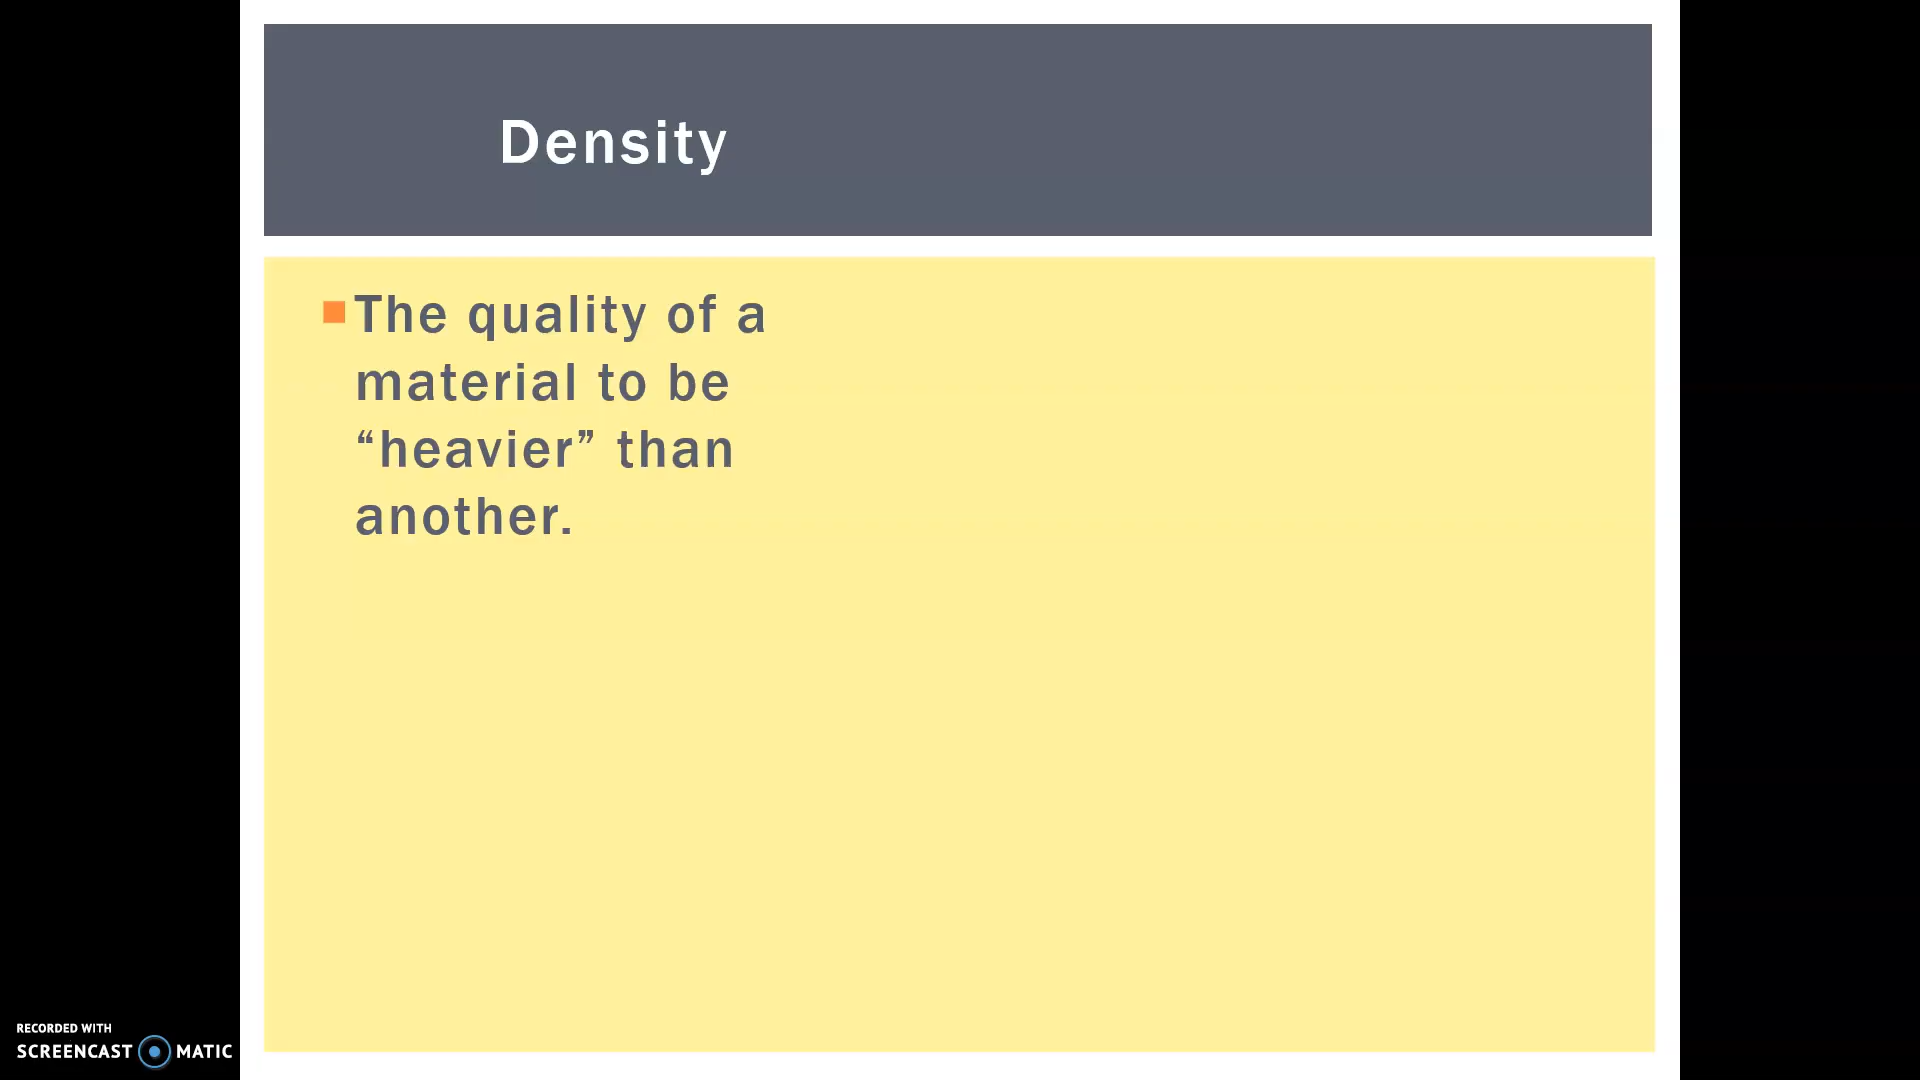 Density
The quality of a
material to be
“heavier” than
another.
RECORDED WITH
SCREENCAST MATIC